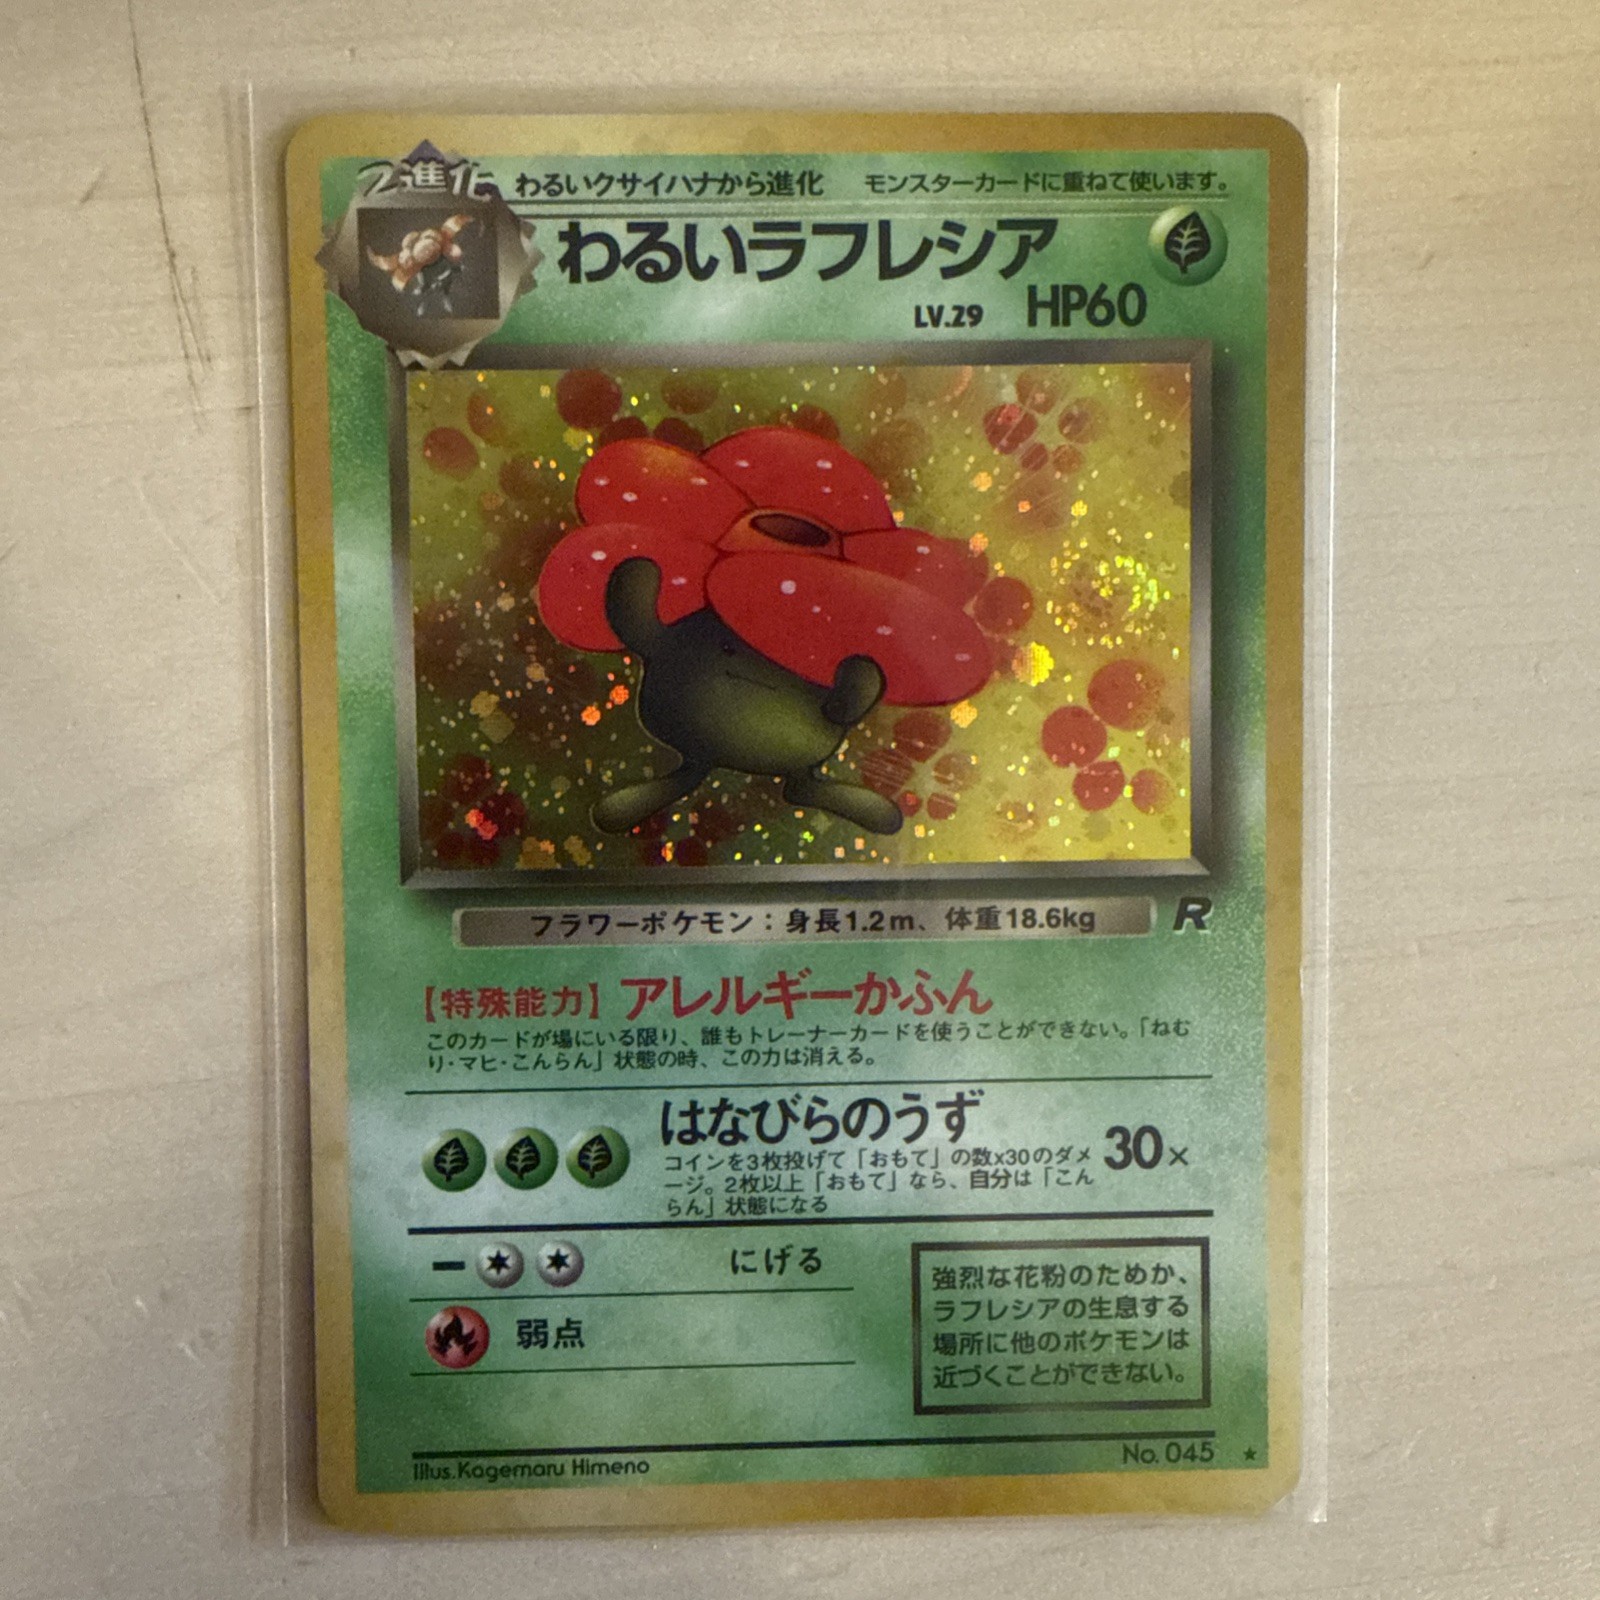 2進化 わるいクサイハナから進化 モンスターカードに重ねて使います。
わるいラフレシア
LV.29 HP60
フラワーポケモン：身長1.2m、体重18.6kg R
【特殊能力】アレルギーかふん
このカードが場にいる限り、誰もトレーナーカードを使うことができない。「ねむ
り・マヒ・こんらん」状態の時、この力は消える。
はなびらのうず
コインを3枚投げて「おもて」の数x30のダメ
ージ。2枚以上「おもて」なら、自分は「こん
らん」状態になる
30×
にげる
弱点
強烈な花粉のためか、
ラフレシアの生息する
場所に他のポケモンは
近づくことができない。
Illus.Kagemaru Himeno
No.045 ★